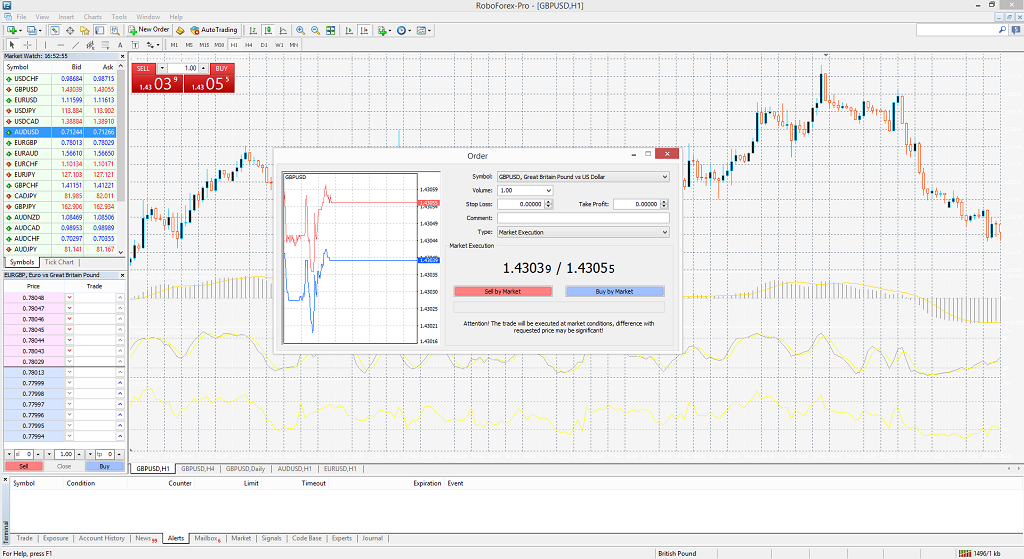 RoboForex-Pro - [GBPUSD,H1]
File View Insert Charts Tools Window Help
New Order AutoTrading
A T M1 M5 M15 M30 H1 H4 D1 W1 MN
Market Watch: 16:52:55
Symbol Bid Ask
USDCHF 0.98684 0.98715
GBPUSD 1.43039 1.43055
EURUSD 1.11599 1.11613
USDJPY 113.884 113.902
USDCAD 1.38884 1.38910
AUDUSD 0.71244 0.71266
EURGBP 0.78013 0.78029
EURAUD 1.56610 1.56650
EURCHF 1.10134 1.10171
EURJPY 127.103 127.121
GBPCHF 1.41151 1.41221
CADJPY 81.985 82.011
GBPJPY 162.906 162.934
AUDNZD 1.08469 1.08506
AUDCAD 0.98953 0.98989
AUDCHF 0.70297 0.70355
AUDJPY 81.141 81.167
Symbols Tick Chart
EURGBP, Euro vs Great Britain Pound
Price Trade
0.78048
0.78047
0.78046
0.78045
0.78044
0.78043
0.78029
0.78013
0.77999
0.77998
0.77997
0.77996
0.77995
0.77994
sl 0 1.00 tp 0
Sell Close Buy
SELL 1.00 BUY
1.43 03 9 1.43 05 5
Order
GBPUSD
1.43059
1.43055
1.43054
1.43049
1.43044
1.43039
1.43035
1.43030
1.43025
1.43021
1.43016
Symbol: GBPUSD, Great Britain Pound vs US Dollar
Volume: 1.00
Stop Loss: 0.00000 Take Profit: 0.00000
Comment:
Type: Market Execution
Market Execution
1.43039 / 1.43055
Sell by Market Buy by Market
Attention! The trade will be executed at market conditions, difference with
requested price may be significant!
GBPUSD,H1 GBPUSD,H4 GBPUSD,Daily AUDUSD,H1 EURUSD,H1
Symbol Condition Counter Limit Timeout Expiration Event
Terminal
Trade Exposure Account History News 99 Alerts Mailbox 6 Market Signals Code Base Experts Journal
For Help, press F1 British Pound 1496/1 kb